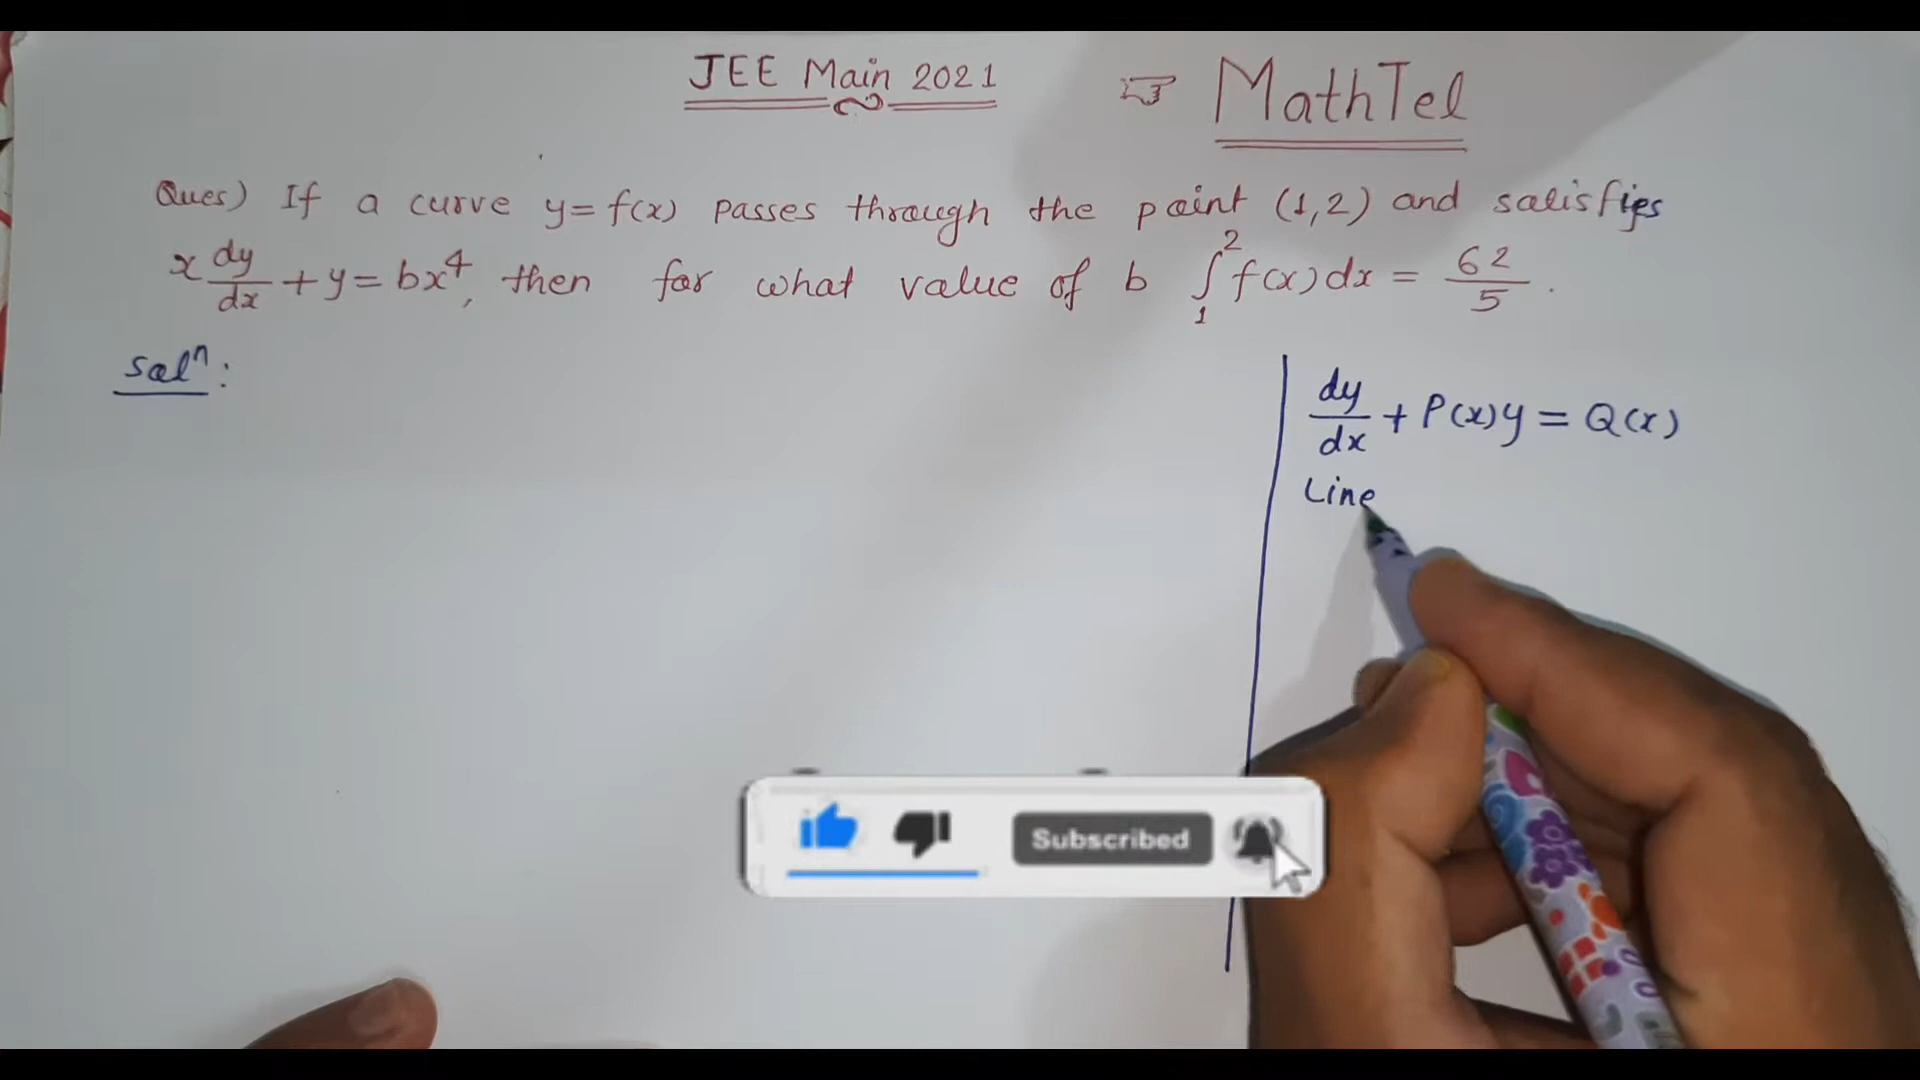 JEE Main 2021
☞ MathTel
Ques) If a curve y=f(x) passes through the point (1,2) and satisfies
x dy/dx + y = bx⁴, then for what value of b ∫₁² f(x)dx = 62/5 .
Solⁿ:
dy/dx + P(x)y = Q(x)
Line
Subscribed